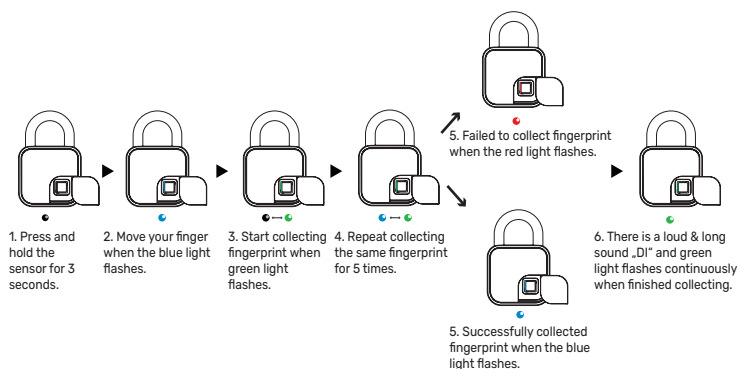 1. Press and
hold the
sensor for 3
seconds.
2. Move your finger
when the blue light
flashes.
3. Start collecting
fingerprint when
green light
flashes.
4. Repeat collecting
the same fingerprint
for 5 times.
5. Failed to collect fingerprint
when the red light flashes.
5. Successfully collected
fingerprint when the blue
light flashes.
6. There is a loud & long
sound „DI“ and green
light flashes continuously
when finished collecting.